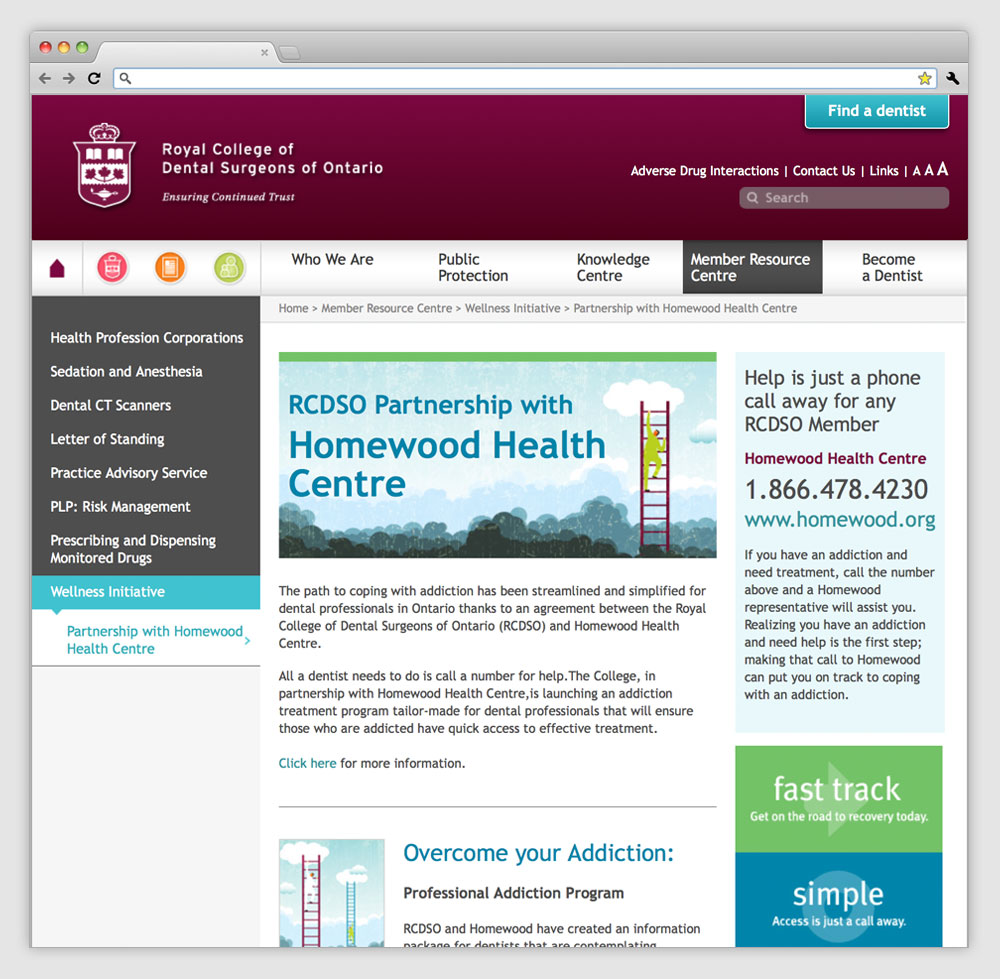 Find a dentist
Royal College of
Dental Surgeons of Ontario
Ensuring Continued Trust
Adverse Drug Interactions | Contact Us | Links | A A A
Search
Who We Are
Public
Protection
Knowledge
Centre
Member Resource
Centre
Become
a Dentist
Home > Member Resource Centre > Wellness Initiative > Partnership with Homewood Health Centre
Health Profession Corporations
Sedation and Anesthesia
Dental CT Scanners
Letter of Standing
Practice Advisory Service
PLP: Risk Management
Prescribing and Dispensing
Monitored Drugs
Wellness Initiative
Partnership with Homewood
Health Centre
RCDSO Partnership with
Homewood Health
Centre
The path to coping with addiction has been streamlined and simplified for
dental professionals in Ontario thanks to an agreement between the Royal
College of Dental Surgeons of Ontario (RCDSO) and Homewood Health
Centre.
All a dentist needs to do is call a number for help.The College, in
partnership with Homewood Health Centre,is launching an addiction
treatment program tailor-made for dental professionals that will ensure
those who are addicted have quick access to effective treatment.
Click here for more information.
Overcome your Addiction:
Professional Addiction Program
RCDSO and Homewood have created an information
package for dentists that are contemplating
Help is just a phone
call away for any
RCDSO Member
Homewood Health Centre
1.866.478.4230
www.homewood.org
If you have an addiction and
need treatment, call the number
above and a Homewood
representative will assist you.
Realizing you have an addiction
and need help is the first step;
making that call to Homewood
can put you on track to coping
with an addiction.
fast track
Get on the road to recovery today.
simple
Access is just a call away.